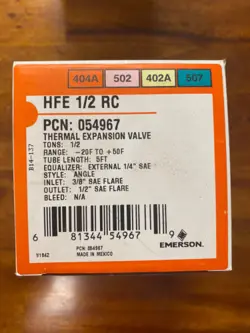 404A 502 402A 507
HFE 1/2 RC
PCN: 054967
THERMAL EXPANSION VALVE
TONS: 1/2
RANGE: -20F TO +50F
TUBE LENGTH: 5FT
EQUALIZER: EXTERNAL 1/4" SAE
STYLE: ANGLE
INLET: 3/8" SAE FLARE
OUTLET: 1/2" SAE FLARE
BLEED: N/A
B14-137
6 81344 54967 9
EMERSON.
PCN: 054967
MADE IN MEXICO
01842